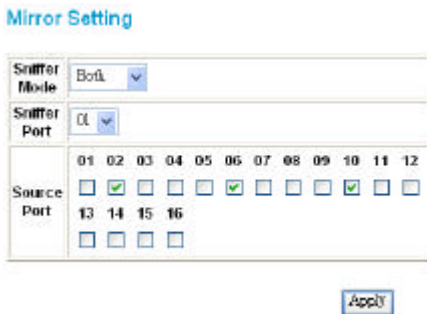 Mirror Setting
Sniffer Mode
Both
Sniffer Port
01
Source Port
01 02 03 04 05 06 07 08 09 10 11 12
13 14 15 16
Apply